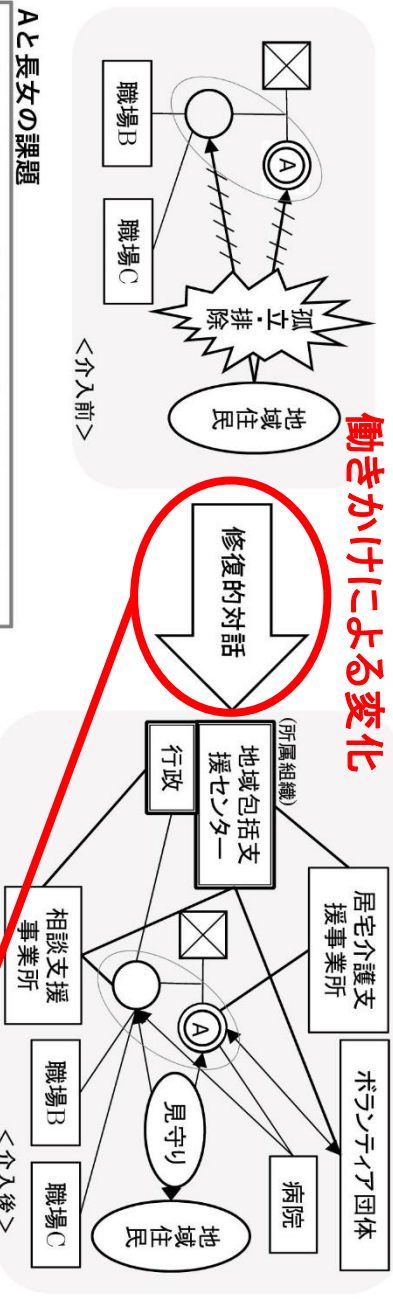 働きかけによる変化
A
職場B
職場C
孤立・排
除
地域
住民
<介入前>
修復的対話
(所属組織)
地域包括支
援センター
行政
居宅介護支
援事業所
ボランティア団体
A
相談支援
事業所
職場B
職場C
見守り
病院
地域
住民
<介入後>
Aと長女の課題